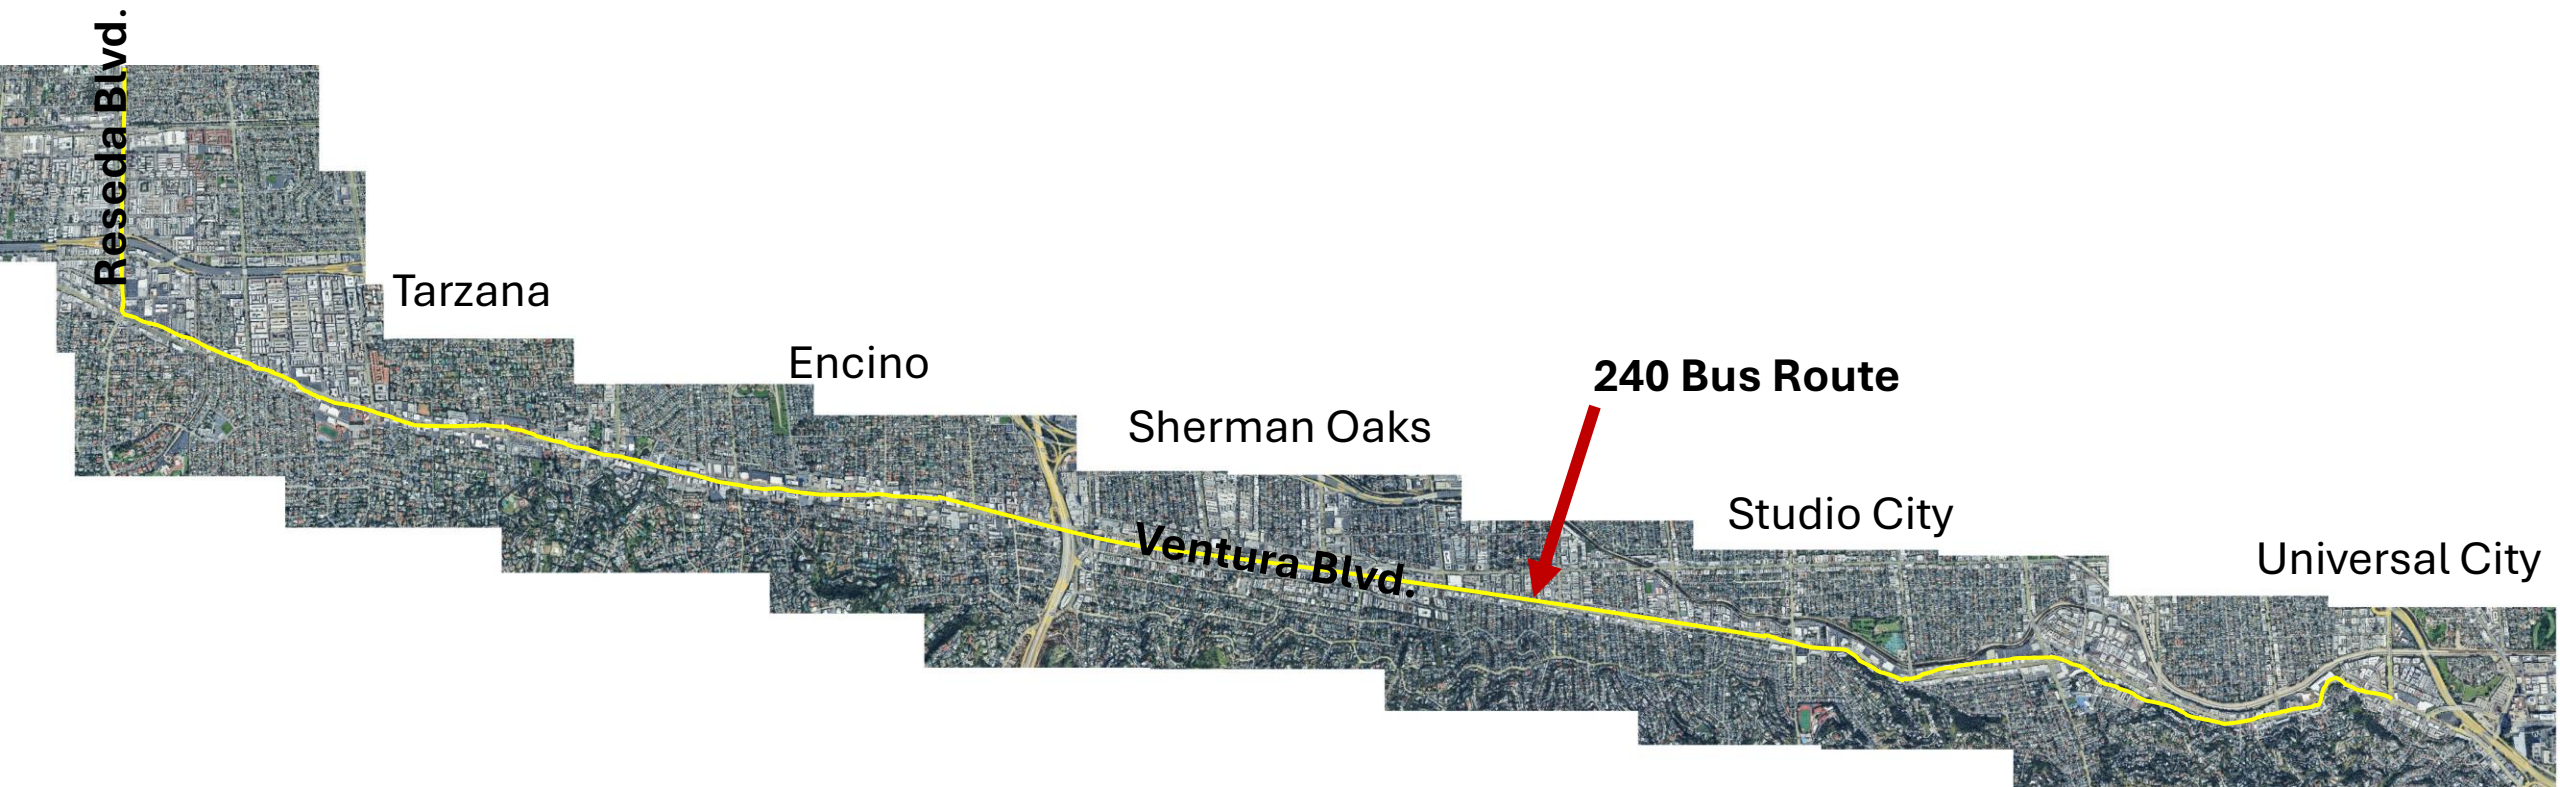 Reseda Blvd.
Tarzana
Encino
Sherman Oaks
240 Bus Route
Studio City
Universal City
Ventura Blvd.